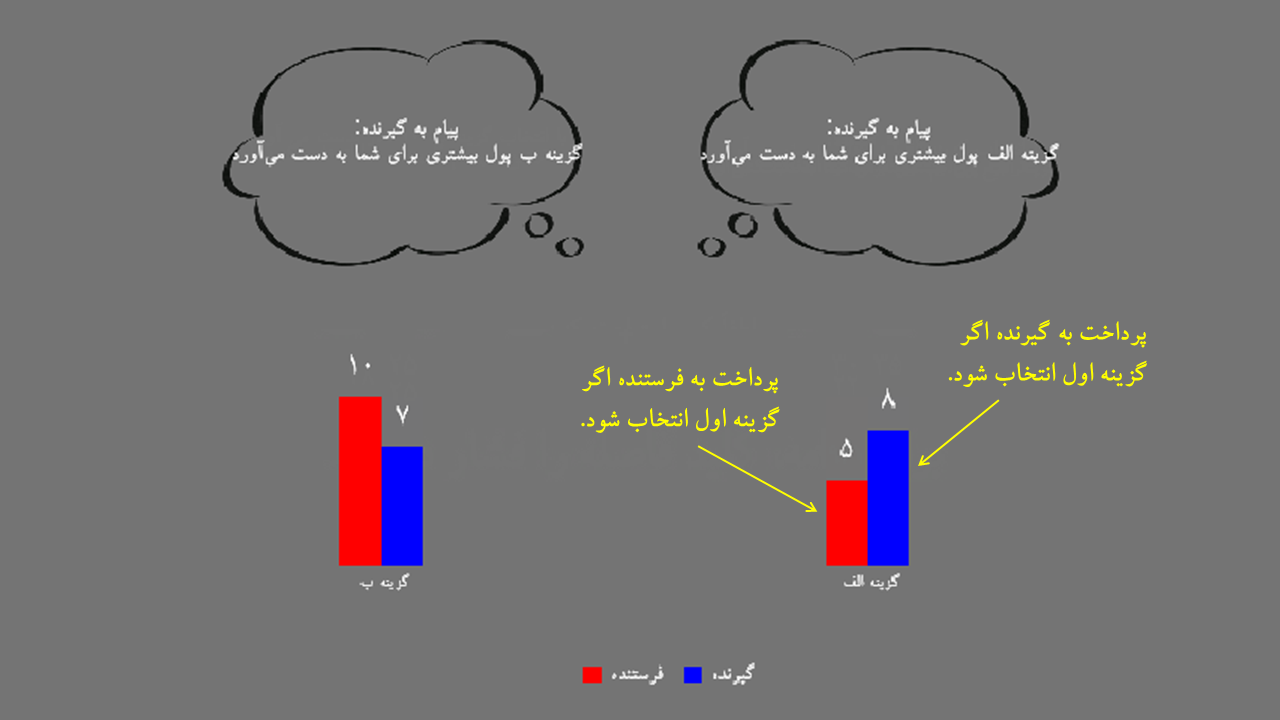 پیام به گیرنده:
گزینه الف پول بیشتری برای شما به دست می‌آورد
پیام به گیرنده:
گزینه ب پول بیشتری برای شما به دست می‌آورد
پرداخت به گیرنده اگر
گزینه اول انتخاب شود.
پرداخت به فرستنده اگر
گزینه اول انتخاب شود.
۸
۵
گزینه الف
۱۰
۷
گزینه ب
گیرنده
فرستنده